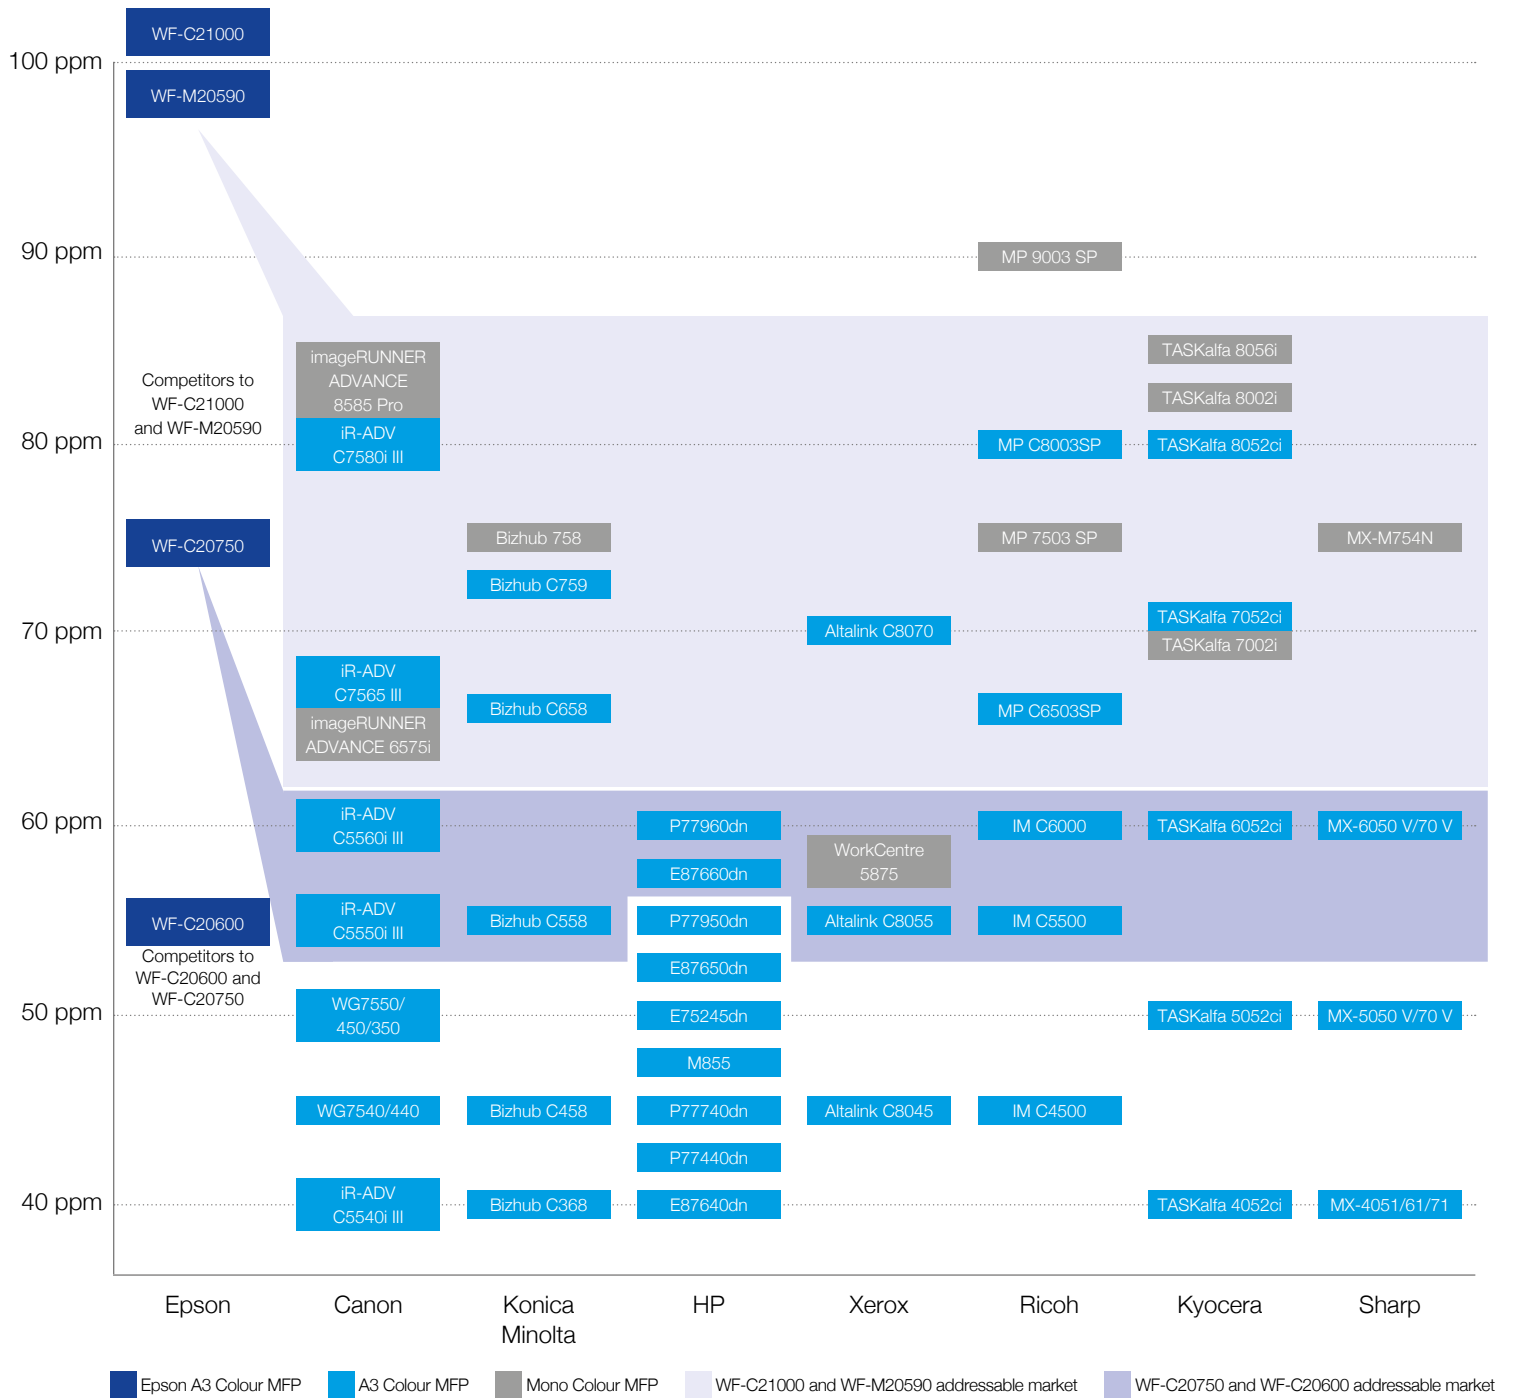 WF-C21000
100 ppm
WF-M20590
90 ppm
MP 9003 SP
imageRUNNER
ADVANCE
8585 Pro
TASKalfa 8056i
Competitors to
WF-C21000
and WF-M20590
TASKalfa 8002i
80 ppm
iR-ADV
C7580i III
MP C8003SP
TASKalfa 8052ci
WF-C20750
Bizhub 758
MP 7503 SP
MX-M754N
Bizhub C759
70 ppm
Altalink C8070
TASKalfa 7052ci
TASKalfa 7002i
iR-ADV
C7565 III
Bizhub C658
MP C6503SP
imageRUNNER
ADVANCE 6575i
60 ppm
iR-ADV
C5560i III
P77960dn
IM C6000
TASKalfa 6052ci
MX-6050 V/70 V
WorkCentre
5875
E87660dn
WF-C20600
iR-ADV
C5550i III
Bizhub C558
P77950dn
Altalink C8055
IM C5500
Competitors to
WF-C20600 and
WF-C20750
E87650dn
50 ppm
WG7550/
450/350
E75245dn
TASKalfa 5052ci
MX-5050 V/70 V
M855
WG7540/440
Bizhub C458
P77740dn
Altalink C8045
IM C4500
P77440dn
40 ppm
iR-ADV
C5540i III
Bizhub C368
E87640dn
TASKalfa 4052ci
MX-4051/61/71
Epson
Canon
Konica
Minolta
HP
Xerox
Ricoh
Kyocera
Sharp
Epson A3 Colour MFP
A3 Colour MFP
Mono Colour MFP
WF-C21000 and WF-M20590 addressable market
WF-C20750 and WF-C20600 addressable market